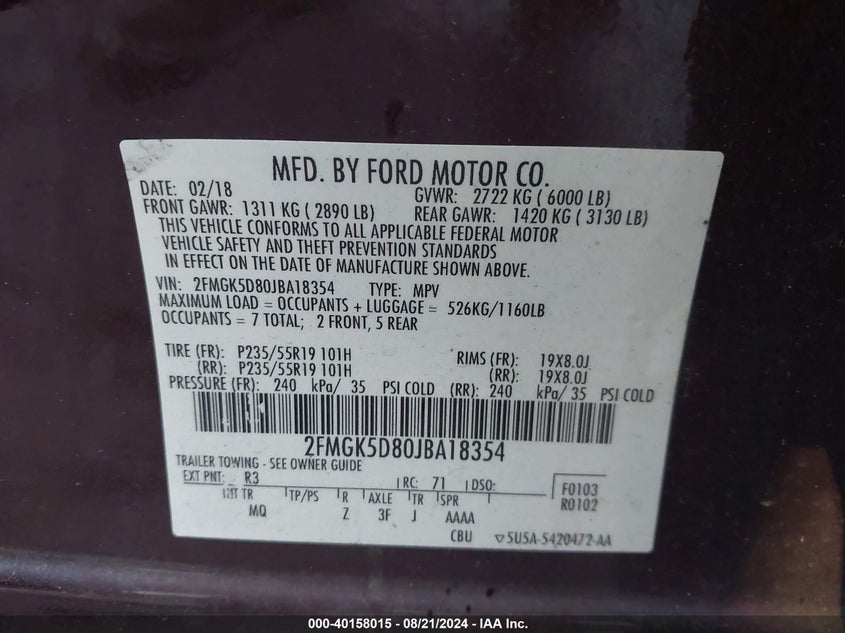 MFD. BY FORD MOTOR CO.
DATE: 02/18 GVWR: 2722 KG ( 6000 LB)
FRONT GAWR: 1311 KG ( 2890 LB) REAR GAWR: 1420 KG ( 3130 LB)
THIS VEHICLE CONFORMS TO ALL APPLICABLE FEDERAL MOTOR
VEHICLE SAFETY AND THEFT PREVENTION STANDARDS
IN EFFECT ON THE DATE OF MANUFACTURE SHOWN ABOVE.
VIN: 2FMGK5D80JBA18354 TYPE: MPV
MAXIMUM LOAD = OCCUPANTS + LUGGAGE = 526KG/1160LB
OCCUPANTS = 7 TOTAL; 2 FRONT, 5 REAR
TIRE (FR): P235/55R19 101H RIMS (FR): 19X8.0J
(RR): P235/55R19 101H (RR): 19X8.0J
PRESSURE (FR): 240 kPa/ 35 PSI COLD (RR): 240 kPa/ 35 PSI COLD
2FMGK5D80JBA18354
TRAILER TOWING - SEE OWNER GUIDE
EXT PNT: R3 RC: 71 DSO: F0103
INT TR TP/PS R AXLE TR SPR R0102
MQ Z 3F J AAAA
CBU 5U5A-5420472-AA
000-40158015 - 08/21/2024 - IAA Inc.